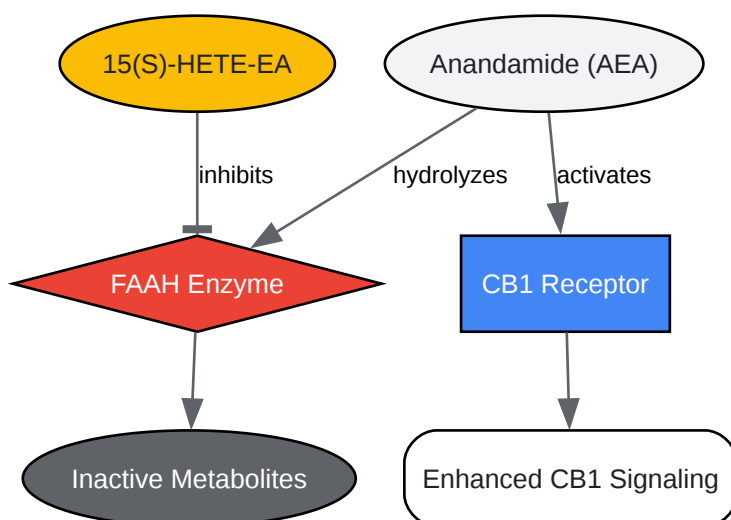 15(S)-HETE-EA
Anandamide (AEA)
inhibits
hydrolyzes
activates
FAAH Enzyme
CB1 Receptor
Inactive Metabolites
Enhanced CB1 Signaling